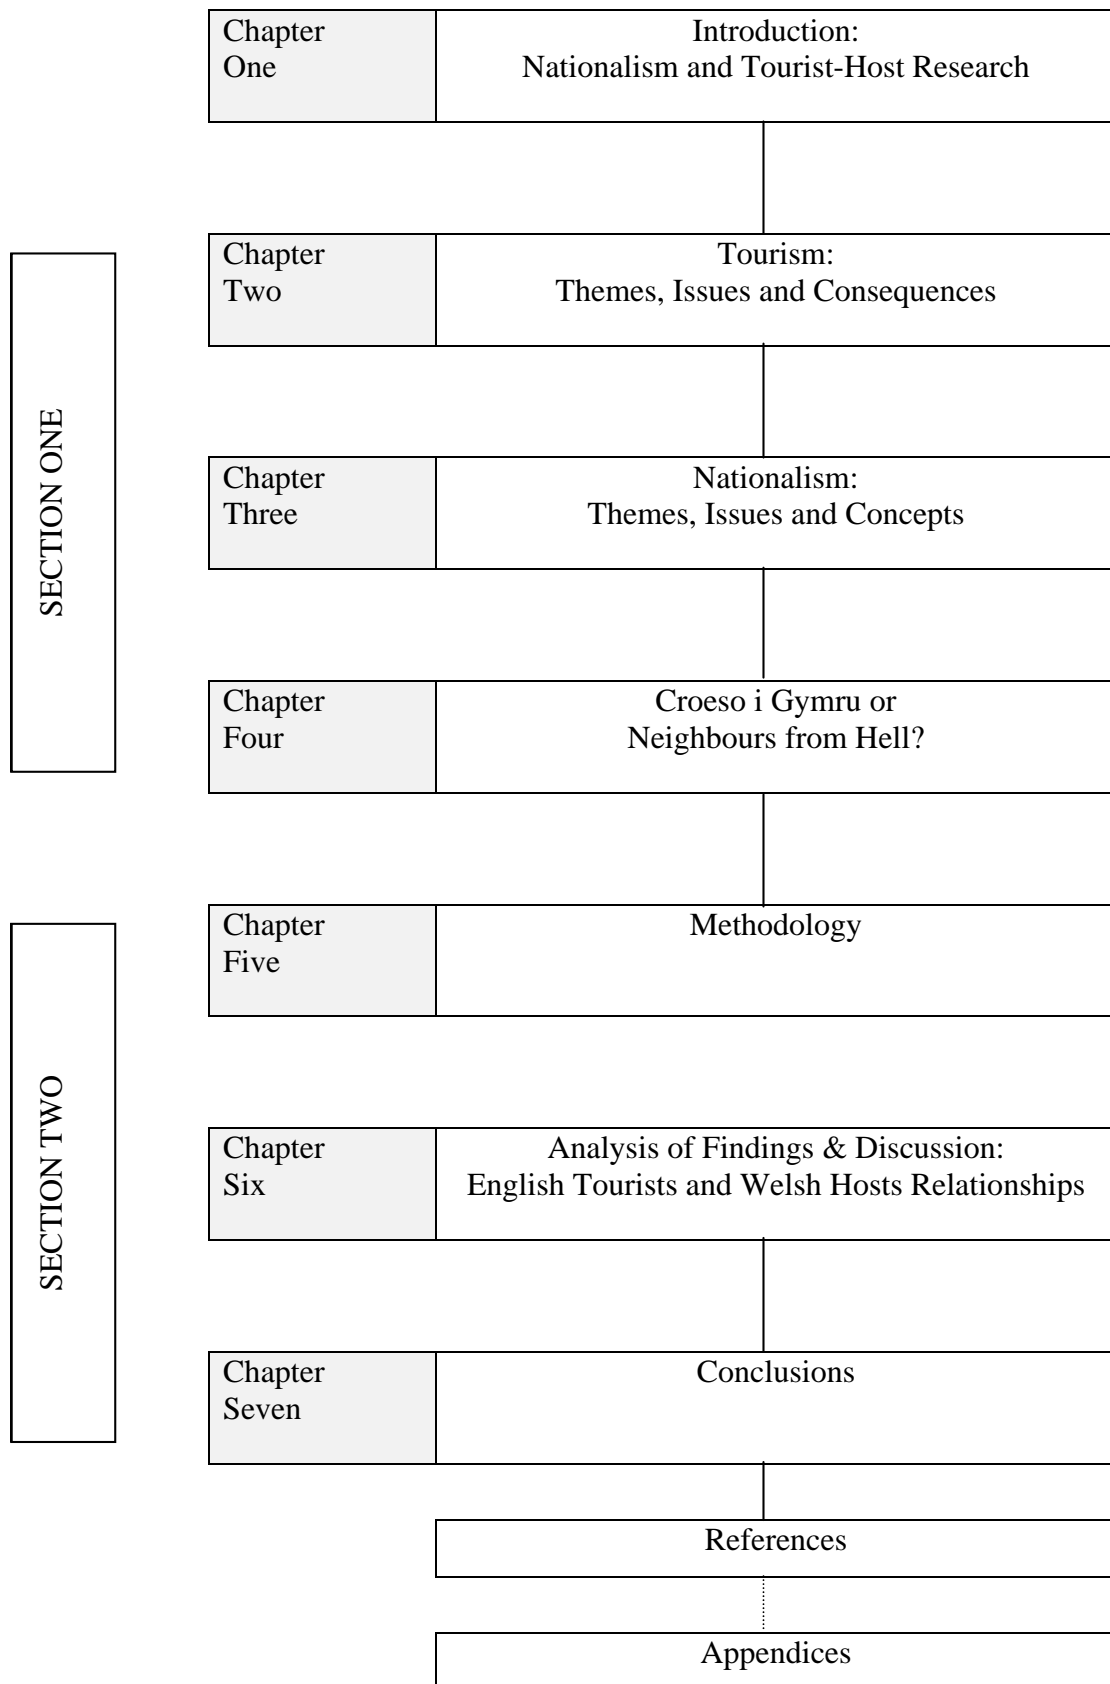 Chapter
One
Introduction:
Nationalism and Tourist-Host Research
SECTION ONE
Chapter
Two
Tourism:
Themes, Issues and Consequences
Chapter
Three
Nationalism:
Themes, Issues and Concepts
Chapter
Four
Croeso i Gymru or
Neighbours from Hell?
SECTION TWO
Chapter
Five
Methodology
Chapter
Six
Analysis of Findings & Discussion:
English Tourists and Welsh Hosts Relationships
Chapter
Seven
Conclusions
References
Appendices